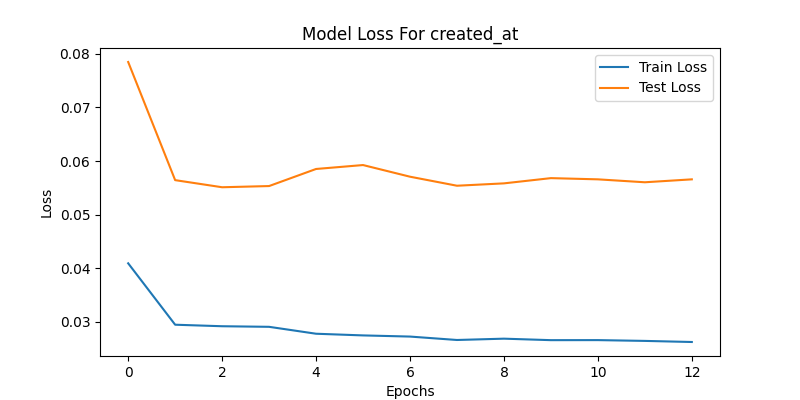 Model Loss For created_at
Train Loss
Test Loss
0.08
0.07
0.06
0.05
0.04
0.03
Loss
0 2 4 6 8 10 12
Epochs